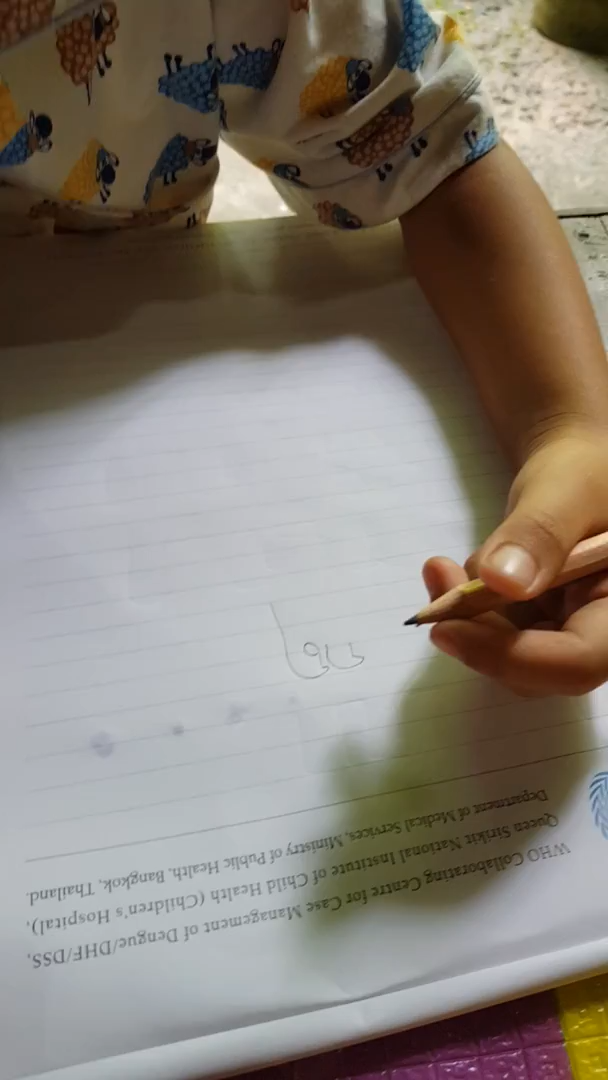 WHO Collaborating Centre for Case Management of Dengue/DHF/DSS,
Queen Sirikit National Institute of Child Health (Children's Hospital),
Department of Medical Services, Ministry of Public Health, Bangkok, Thailand.